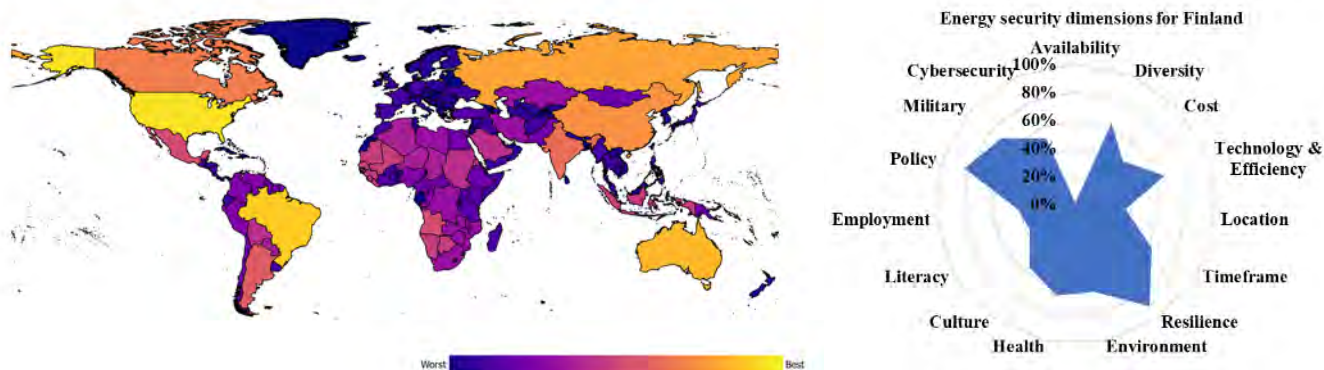 Worst
Best
Energy security dimensions for Finland
Availability
Diversity
Cost
Technology &
Efficiency
Location
Timeframe
Resilience
Environment
Health
Culture
Literacy
Employment
Policy
Military
Cybersecurity
100%
80%
60%
40%
20%
0%